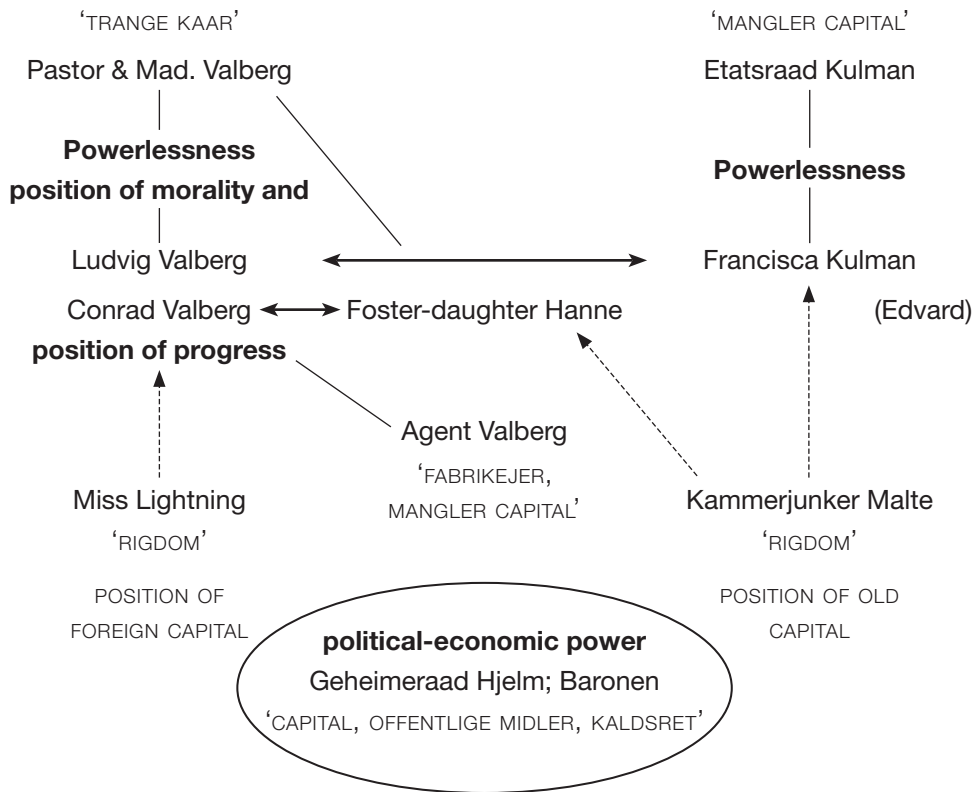 ‘TRANGE KAAR’
‘MANGLER CAPITAL’
Pastor & Mad. Valberg
Etatsraad Kulman
Powerlessness
position of morality and
Powerlessness
Ludvig Valberg
Francisca Kulman
Conrad Valberg
Foster-daughter Hanne
(Edvard)
position of progress
Agent Valberg
‘FABRIKEJER,
MANGLER CAPITAL’
Miss Lightning
Kammerjunker Malte
‘RIGDOM’
‘RIGDOM’
POSITION OF
FOREIGN CAPITAL
POSITION OF OLD
CAPITAL
political-economic power
Geheimeraad Hjelm; Baronen
‘CAPITAL, OFFENTLIGE MIDLER, KALDSRET’